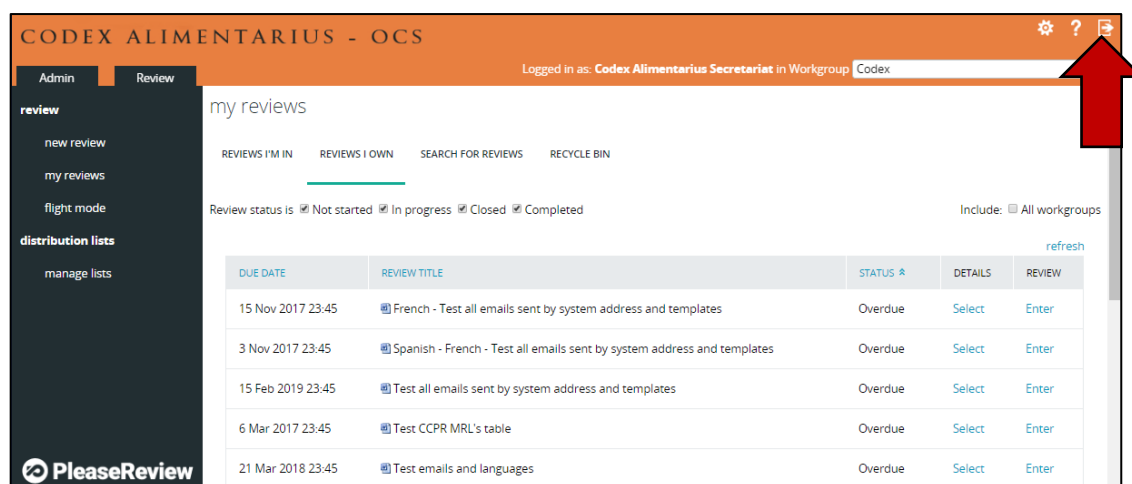 CODEX ALIMENTARIUS - OCS
?
Admin Review
Logged in as: Codex Alimentarius Secretariat in Workgroup Codex
review
new review
my reviews
flight mode
distribution lists
manage lists
PleaseReview
my reviews
REVIEWS I'M IN REVIEWS I OWN SEARCH FOR REVIEWS RECYCLE BIN
Review status is Not started In progress Closed Completed Include: All workgroups
refresh
DUE DATE REVIEW TITLE STATUS DETAILS REVIEW
15 Nov 2017 23:45 French - Test all emails sent by system address and templates Overdue Select Enter
3 Nov 2017 23:45 Spanish - French - Test all emails sent by system address and templates Overdue Select Enter
15 Feb 2019 23:45 Test all emails sent by system address and templates Overdue Select Enter
6 Mar 2017 23:45 Test CCPR MRL's table Overdue Select Enter
21 Mar 2018 23:45 Test emails and languages Overdue Select Enter